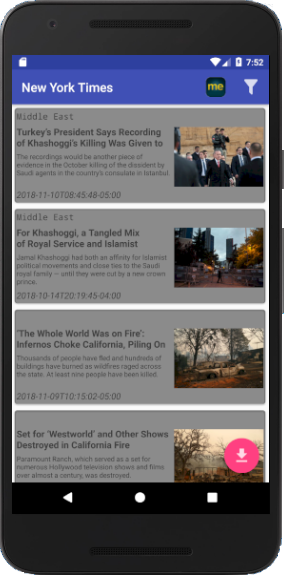 7:52
New York Times
me
Middle East
Turkey's President Says Recording
of Khashoggi's Killing Was Given to
The recordings would be another piece of
evidence in the October killing of the dissident by
Saudi agents in the country's consulate in Istanbul
2018-11-10T08:45:48-05:00
Middle East
For Khashoggi, a Tangled Mix
of Royal Service and Islamist
Jamal Khashoggi had both an affinity for Islamist
political movements and close ties to the Saudi
royal family — until they were cut by a new crown
prince.
2018-10-14T20:19:45-04:00
'The Whole World Was on Fire':
Infernos Choke California, Piling On
Thousands of people have fled and hundreds of
buildings have burned as wildfires raged across
the state. At least nine people have been killed.
2018-11-09T10:15:02-05:00
Set for 'Westworld' and Other Shows
Destroyed in California Fire
Paramount Ranch, which served as a set for
numerous Hollywood television shows and films
over almost a century, was destroyed.